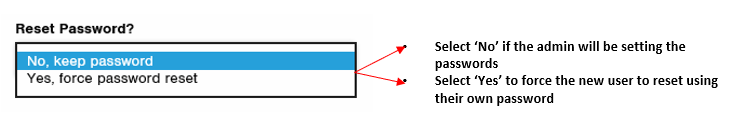 Reset Password?
No, keep password
Yes, force password reset
• Select ‘No’ if the admin will be setting the
passwords
• Select ‘Yes’ to force the new user to reset using
their own password